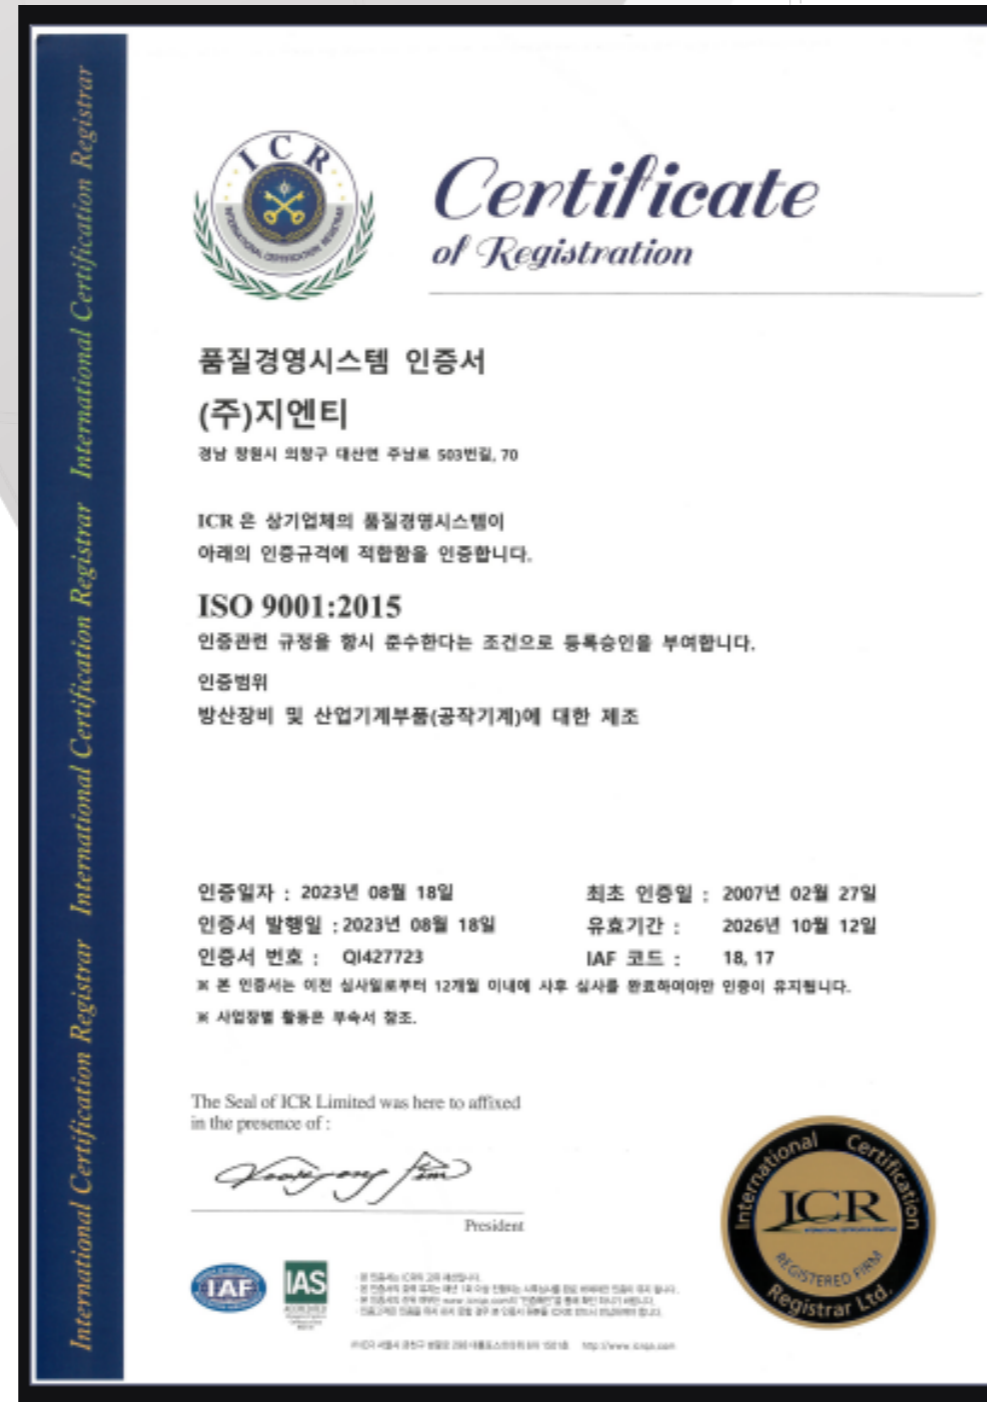 International Certification Registrar International Certification Registrar International Certification Registrar
ICR
INTERNATIONAL CERTIFICATION REGISTRAR
Certificate
of Registration
품질경영시스템 인증서
(주)지엔티
경남 창원시 의창구 대산면 주남로 503번길, 70
ICR 은 상기업체의 품질경영시스템이
아래의 인증규격에 적합함을 인증합니다.
ISO 9001:2015
인증관련 규정을 항시 준수한다는 조건으로 등록승인을 부여합니다.
인증범위
방산장비 및 산업기계부품(공작기계)에 대한 제조
인증일자 : 2023년 08월 18일 최초 인증일 : 2007년 02월 27일
인증서 발행일 : 2023년 08월 18일 유효기간 : 2026년 10월 12일
인증서 번호 : QI427723 IAF 코드 : 18, 17
※ 본 인증서는 이전 심사일로부터 12개월 이내에 사후 심사를 완료하여야만 인증이 유지됩니다.
※ 사업장별 활동은 부속서 참조.
The Seal of ICR Limited was here to affixed
in the presence of :
President
IAF
IAS
ACCREDITED
International Certification
ICR
REGISTERED FIRM
Registrar Ltd.